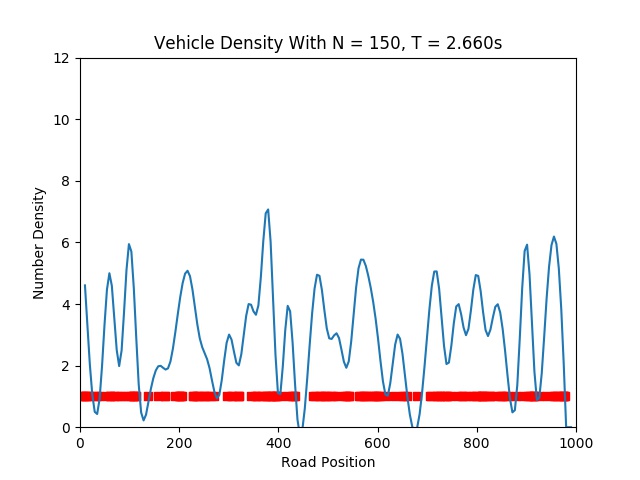 Vehicle Density With N = 150, T = 2.660s
12
10
8
6
4
2
0
Number Density
0 200 400 600 800 1000
Road Position